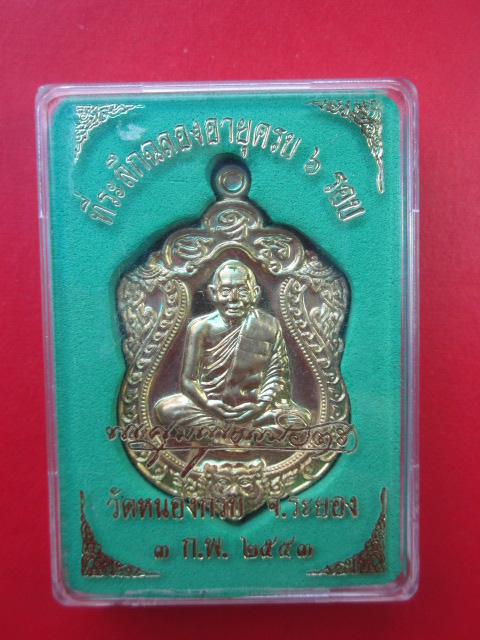 ที่ระลึกฉลองอายุครบ ๖ รอบ
วัดหนองกรับ จ.ระยอง
๓ ก.พ. ๒๕๕๓